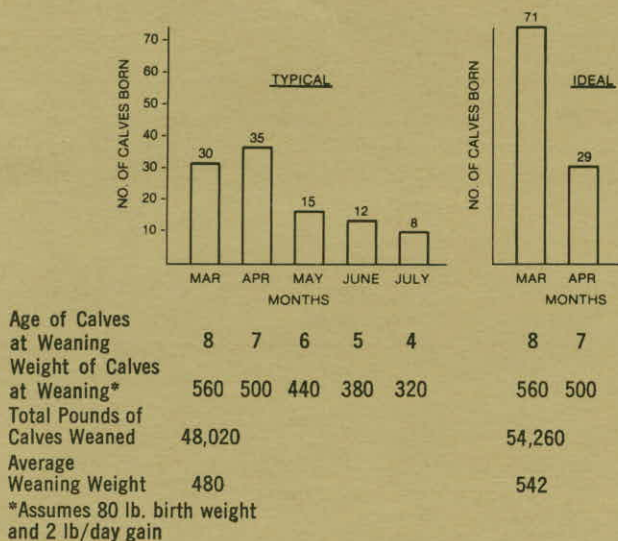 NO. OF CALVES BORN
70
60
50
40
30
20
10
TYPICAL
30
35
15
12
8
MAR APR MAY JUNE JULY
MONTHS
NO. OF CALVES BORN
IDEAL
71
29
MAR APR
MONTHS
Age of Calves
at Weaning 8 7 6 5 4 8 7
Weight of Calves
at Weaning* 560 500 440 380 320 560 500
Total Pounds of
Calves Weaned 48,020 54,260
Average
Weaning Weight 480 542
*Assumes 80 lb. birth weight
and 2 lb/day gain